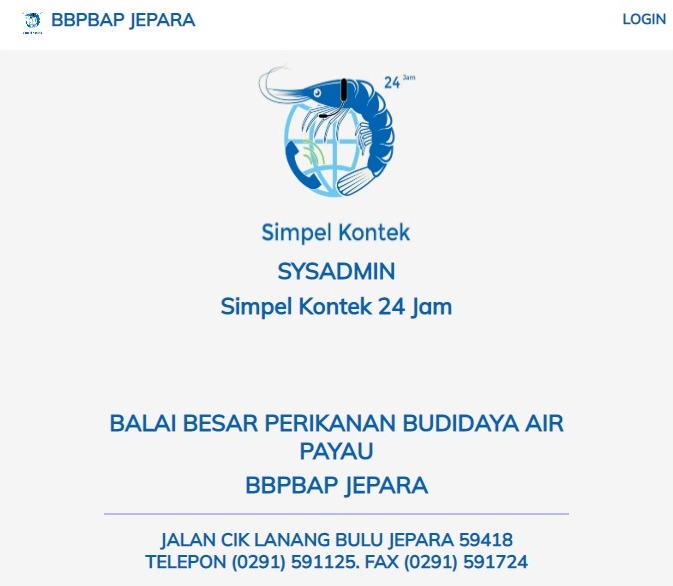 BBPBAP JEPARA
LOGIN
24 Jam
Simpel Kontek
SYSADMIN
Simpel Kontek 24 Jam
BALAI BESAR PERIKANAN BUDIDAYA AIR
PAYAU
BBPBAP JEPARA
JALAN CIK LANANG BULU JEPARA 59418
TELEPON (0291) 591125. FAX (0291) 591724